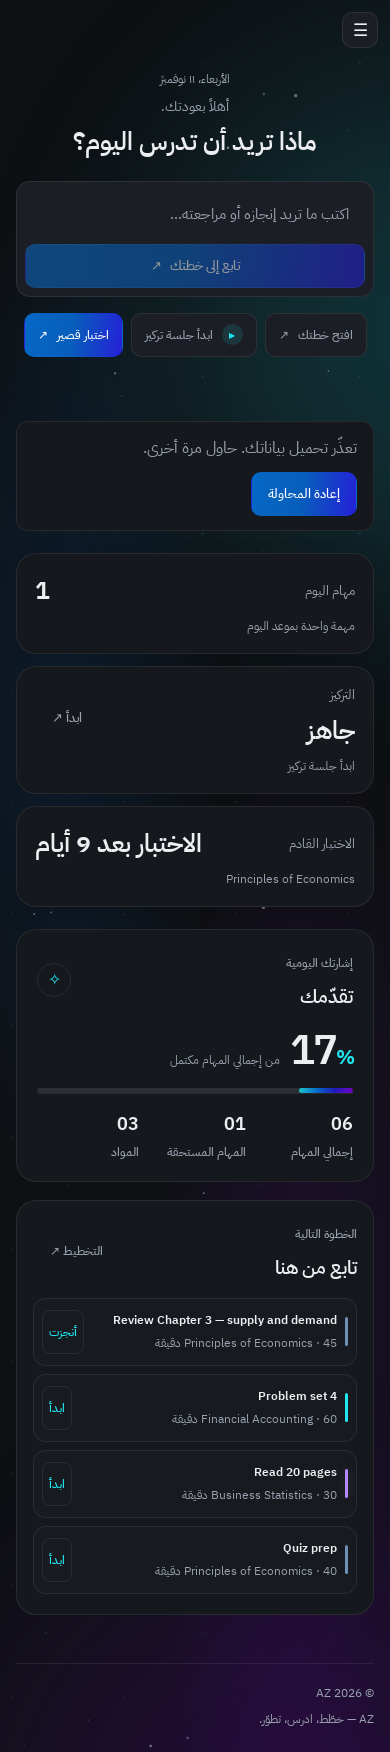 الأربعاء، ١١ نوفمبر
أهلاً بعودتك.
ماذا تريد أن تدرس اليوم؟
اكتب ما تريد إنجازه أو مراجعته...
تابع إلى خطتك ↗
افتح خطتك ↗
ابدأ جلسة تركيز
اختبار قصير ↗
تعذّر تحميل بياناتك. حاول مرة أخرى.
إعادة المحاولة
مهام اليوم
1
مهمة واحدة بموعد اليوم
التركيز
جاهز
ابدأ جلسة تركيز
ابدأ ↗
الاختبار القادم
الاختبار بعد 9 أيام
Principles of Economics
إشارتك اليومية
تقدّمك
17%
من إجمالي المهام مكتمل
06
إجمالي المهام
01
المهام المستحقة
03
المواد
الخطوة التالية
تابع من هنا
التخطيط ↗
Review Chapter 3 — supply and demand
Principles of Economics · 45 دقيقة
أنجزت
Problem set 4
Financial Accounting · 60 دقيقة
ابدأ
Read 20 pages
Business Statistics · 30 دقيقة
ابدأ
Quiz prep
Principles of Economics · 40 دقيقة
ابدأ
© 2026 AZ
AZ — خطّط، ادرس، تطوّر.